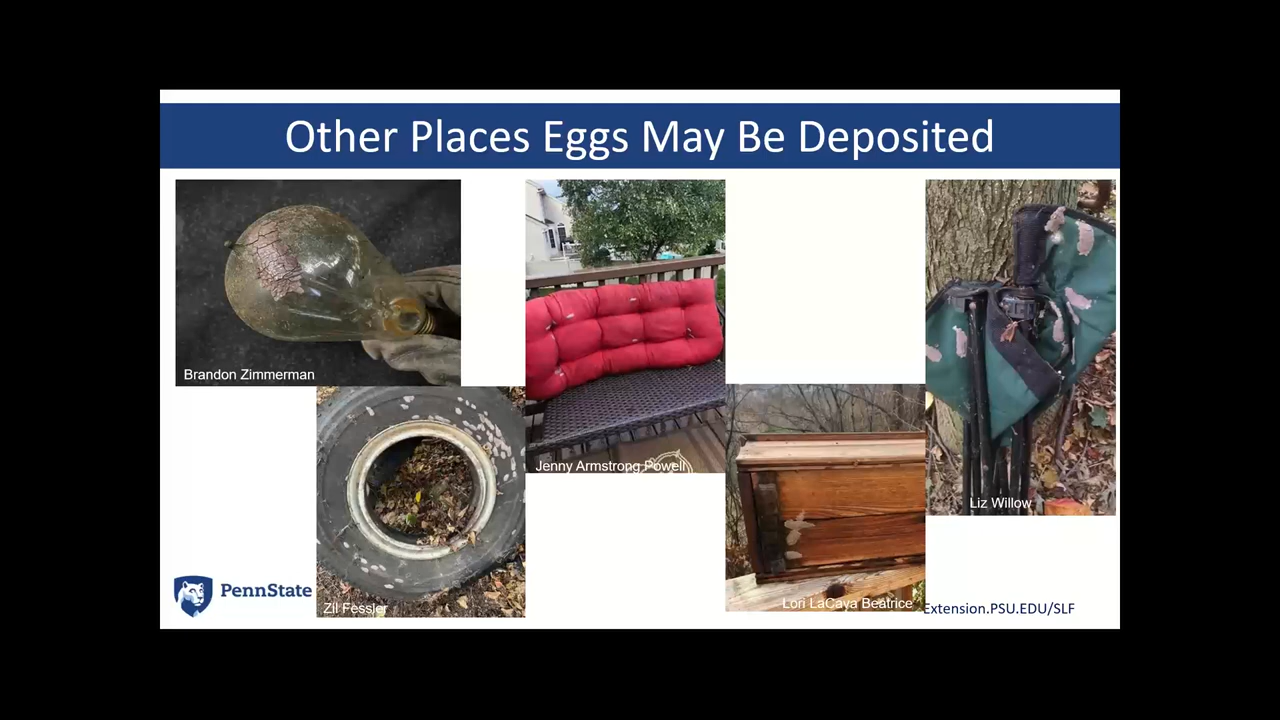 Other Places Eggs May Be Deposited
Brandon Zimmerman
Jenny Armstrong Powell
Liz Willow
PennState
Zil Fessler
Lori LaCava Beatrice
Extension.PSU.EDU/SLF